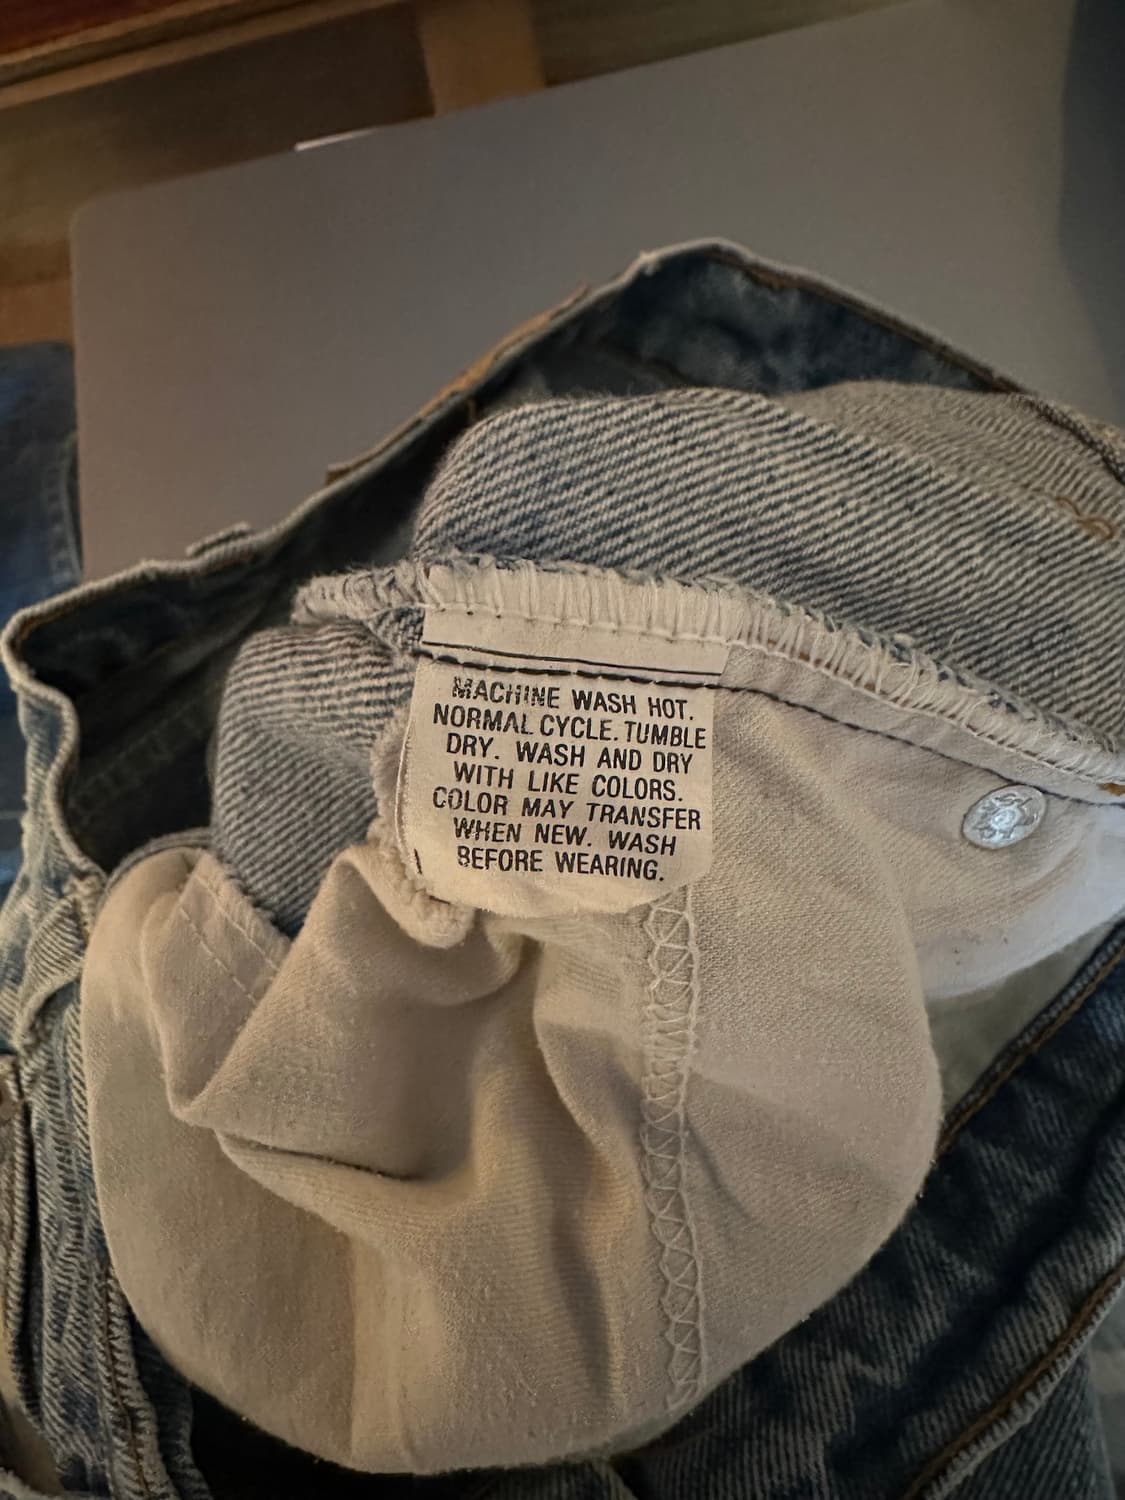 MACHINE WASH HOT.
NORMAL CYCLE. TUMBLE
DRY. WASH AND DRY
WITH LIKE COLORS.
COLOR MAY TRANSFER
WHEN NEW. WASH
BEFORE WEARING.